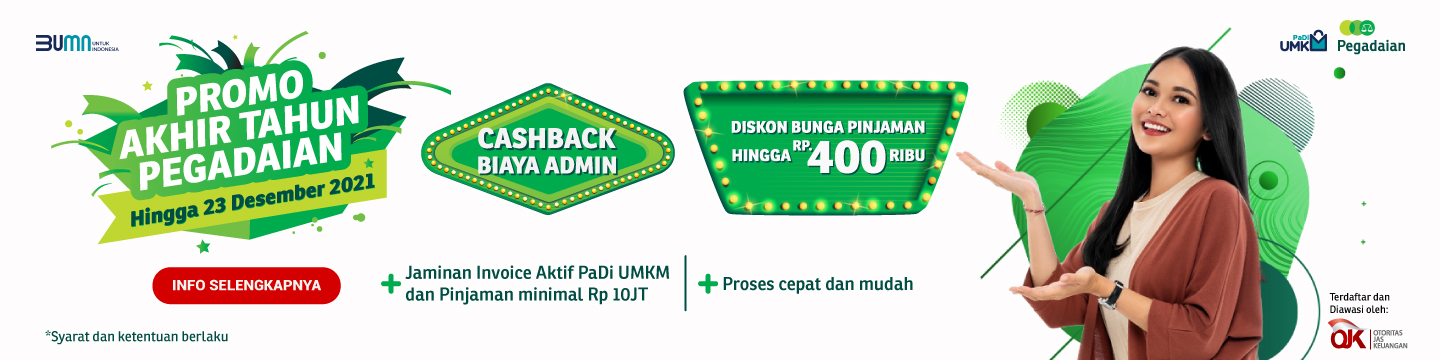 BUMN UNTUK
INDONESIA
PaDi
UMKM
Pegadaian
PROMO
AKHIR TAHUN
PEGADAIAN
Hingga 23 Desember 2021
CASHBACK
BIAYA ADMIN
DISKON BUNGA PINJAMAN
HINGGA RP. 400 RIBU
INFO SELENGKAPNYA
+ Jaminan Invoice Aktif PaDi UMKM
dan Pinjaman minimal Rp 10JT
+ Proses cepat dan mudah
*Syarat dan ketentuan berlaku
Terdaftar dan
Diawasi oleh:
OJK OTORITAS
JAS
KEUANGAN